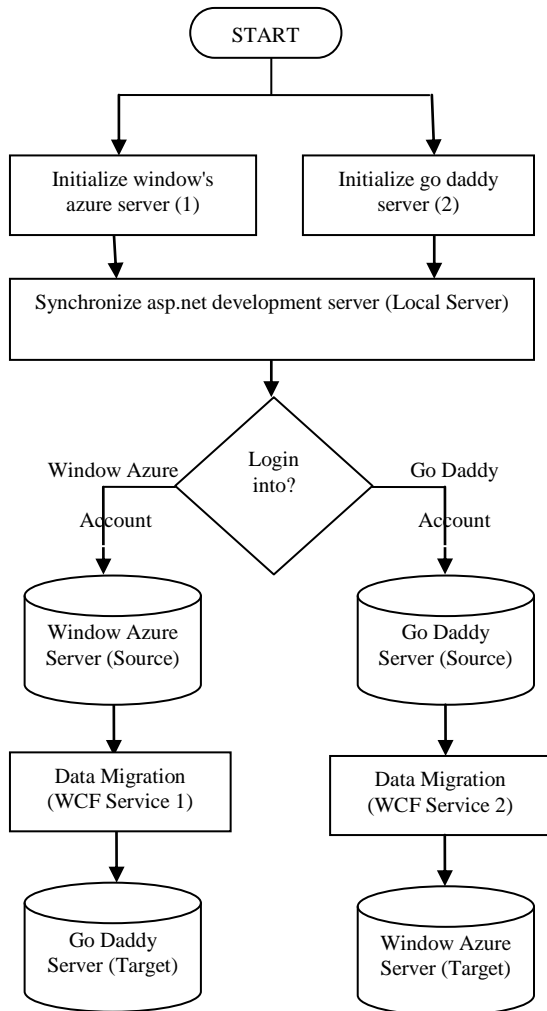 START
Initialize window's
azure server (1)
Initialize go daddy
server (2)
Synchronize asp.net development server (Local Server)
Login
into?
Window Azure
Account
Go Daddy
Account
Window Azure
Server (Source)
Go Daddy
Server (Source)
Data Migration
(WCF Service 1)
Data Migration
(WCF Service 2)
Go Daddy
Server (Target)
Window Azure
Server (Target)